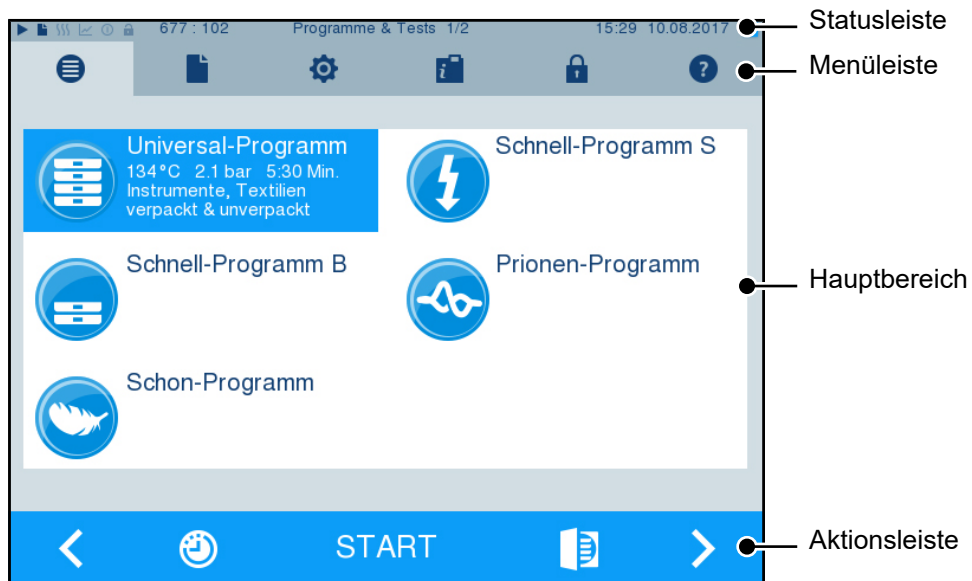 677 : 102 Programme & Tests 1/2 15:29 10.08.2017
Statusleiste
Menüleiste
Universal-Programm
134°C 2.1 bar 5:30 Min.
Instrumente, Textilien
verpackt & unverpackt
Schnell-Programm S
Schnell-Programm B
Prionen-Programm
Hauptbereich
Schon-Programm
START
Aktionsleiste